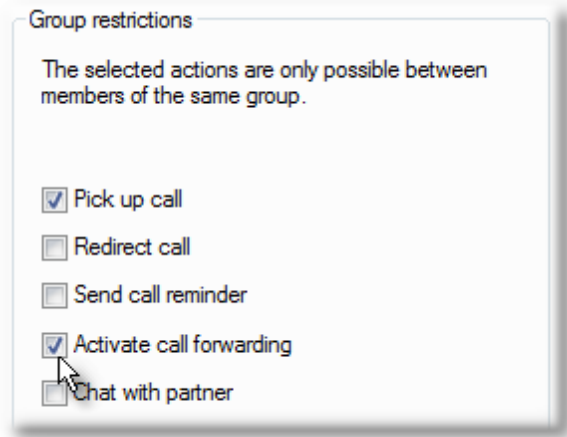 Group restrictions
The selected actions are only possible between
members of the same group.
Pick up call
Redirect call
Send call reminder
Activate call forwarding
Chat with partner